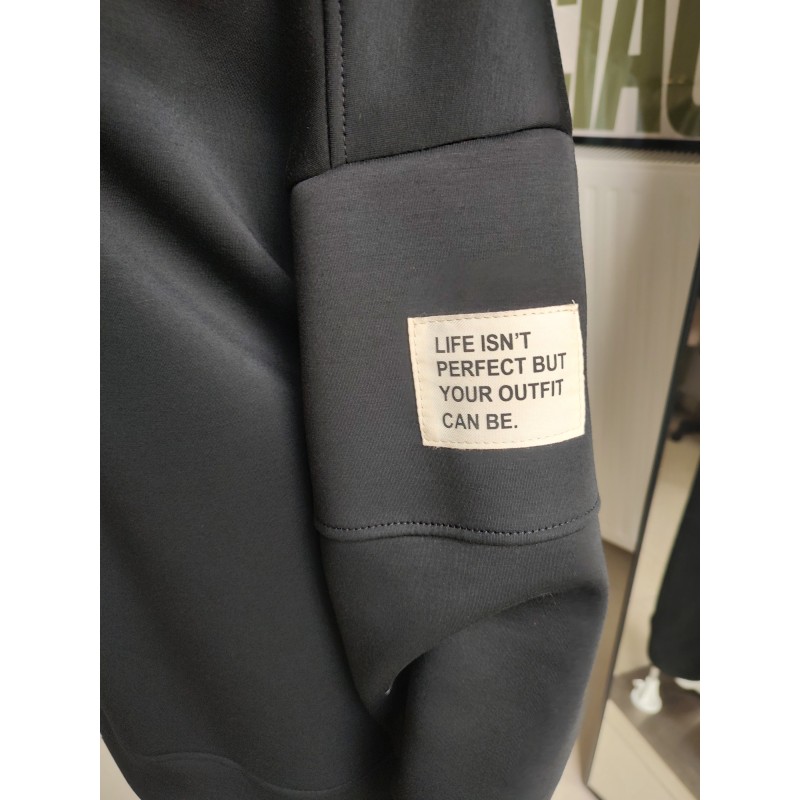 LIFE ISN'T
PERFECT BUT
YOUR OUTFIT
CAN BE.